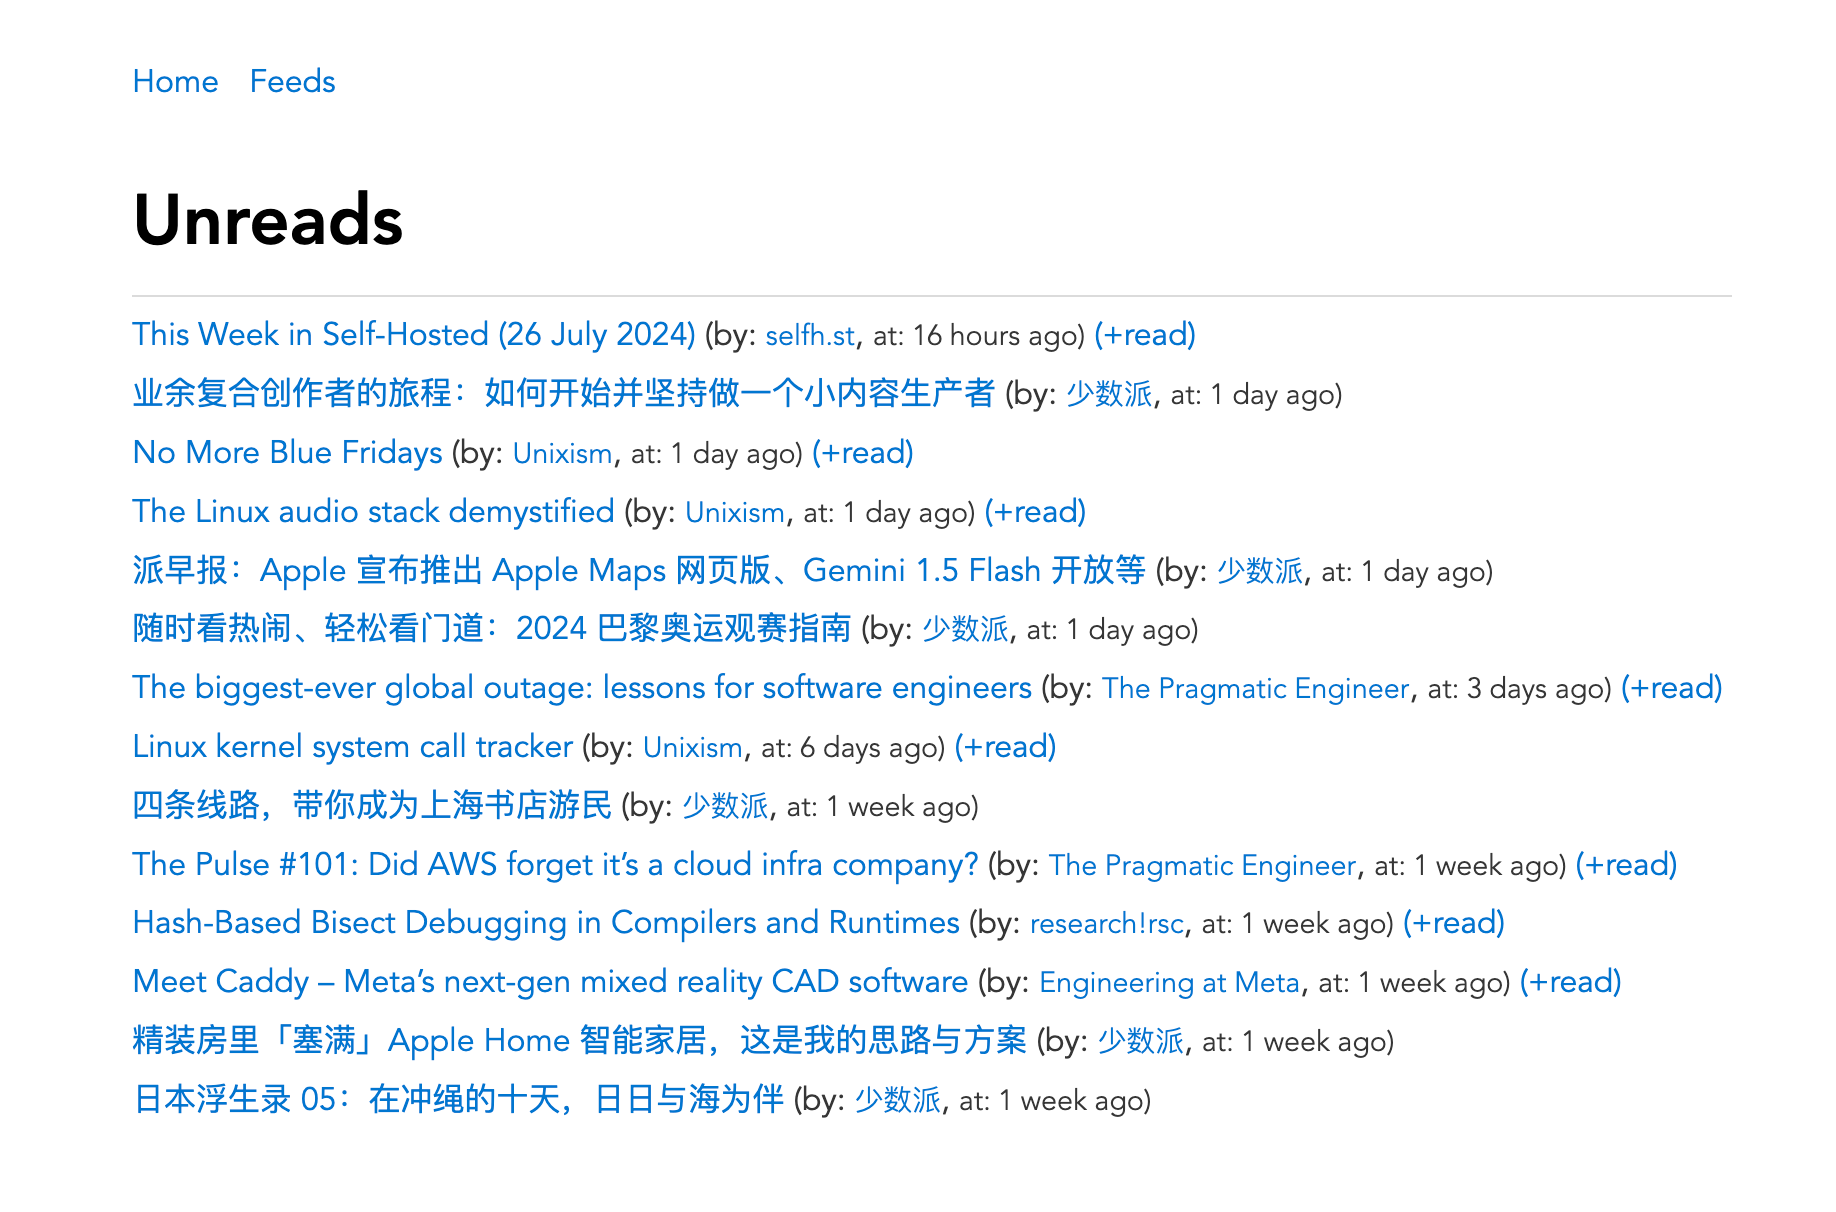 Home Feeds
Unreads
This Week in Self-Hosted (26 July 2024) (by: selfh.st, at: 16 hours ago) (+read)
业余复合创作者的旅程：如何开始并坚持做一个小内容生产者 (by: 少数派, at: 1 day ago)
No More Blue Fridays (by: Unixism, at: 1 day ago) (+read)
The Linux audio stack demystified (by: Unixism, at: 1 day ago) (+read)
派早报：Apple 宣布推出 Apple Maps 网页版、Gemini 1.5 Flash 开放等 (by: 少数派, at: 1 day ago)
随时看热闹、轻松看门道：2024 巴黎奥运观赛指南 (by: 少数派, at: 1 day ago)
The biggest-ever global outage: lessons for software engineers (by: The Pragmatic Engineer, at: 3 days ago) (+read)
Linux kernel system call tracker (by: Unixism, at: 6 days ago) (+read)
四条线路，带你成为上海书店游民 (by: 少数派, at: 1 week ago)
The Pulse #101: Did AWS forget it’s a cloud infra company? (by: The Pragmatic Engineer, at: 1 week ago) (+read)
Hash-Based Bisect Debugging in Compilers and Runtimes (by: research!rsc, at: 1 week ago) (+read)
Meet Caddy – Meta’s next-gen mixed reality CAD software (by: Engineering at Meta, at: 1 week ago) (+read)
精装房里「塞满」Apple Home 智能家居，这是我的思路与方案 (by: 少数派, at: 1 week ago)
日本浮生录 05：在冲绳的十天，日日与海为伴 (by: 少数派, at: 1 week ago)